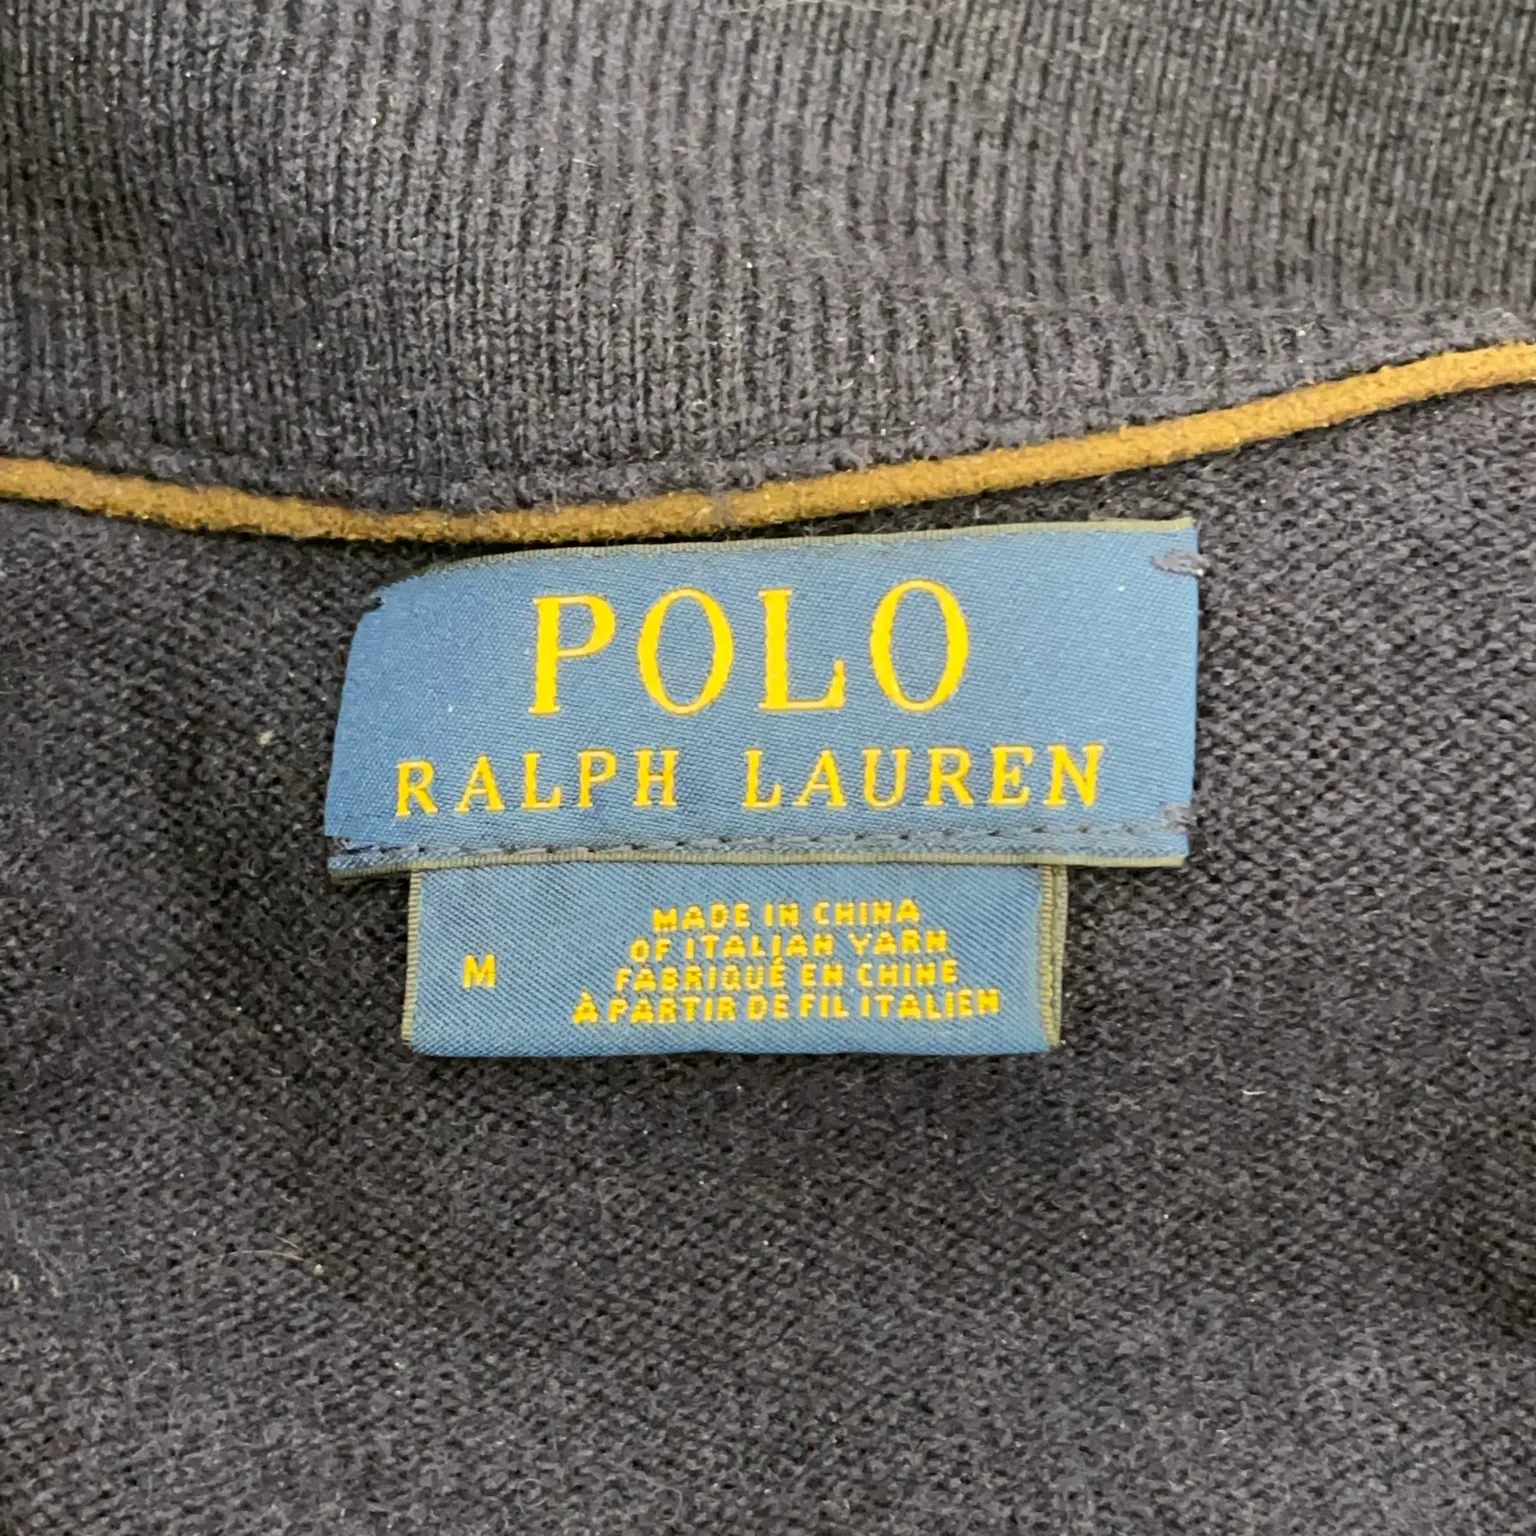 POLO
RALPH LAUREN
M
MADE IN CHINA
OF ITALIAN YARN
FABRIQUÉ EN CHINE
À PARTIR DE FIL ITALIEN